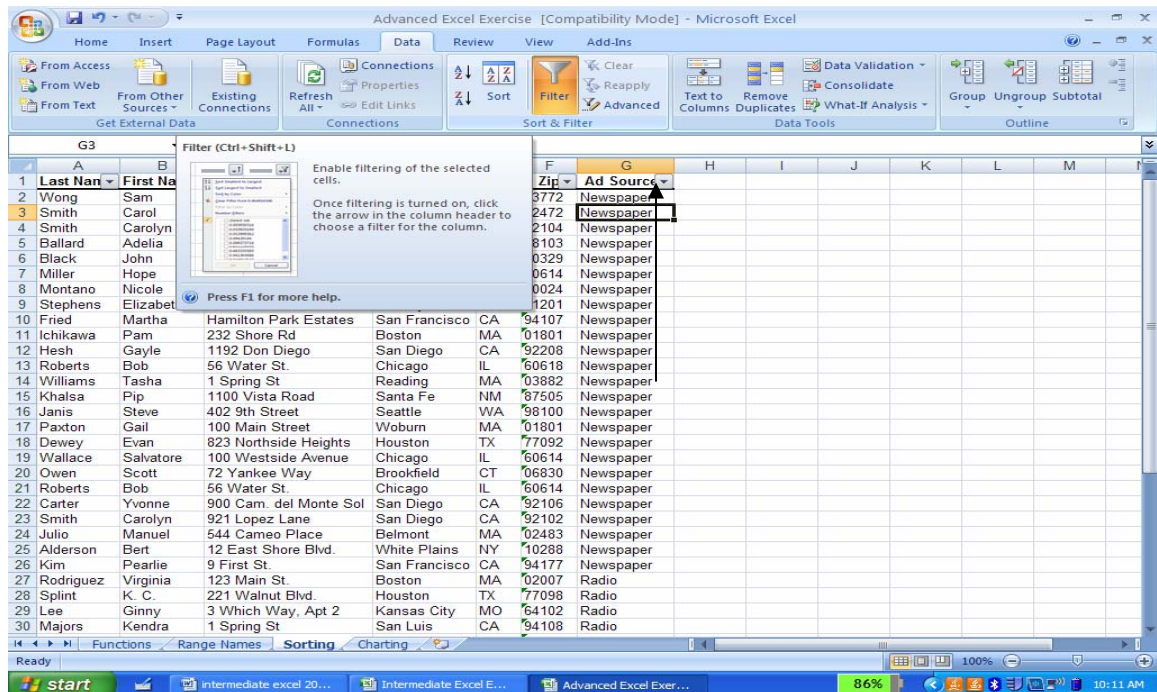 Advanced Excel Exercise [Compatibility Mode] - Microsoft Excel
Home Insert Page Layout Formulas Data Review View Add-Ins
From Access
From Web
From Text
From Other Sources
Existing Connections
Get External Data
Refresh All
Connections
Properties
Edit Links
Connections
Sort
Filter
Clear
Reapply
Advanced
Sort & Filter
Text to Columns
Remove Duplicates
Data Validation
Consolidate
What-If Analysis
Data Tools
Group Ungroup Subtotal
Outline
G3
Filter (Ctrl+Shift+L)
Enable filtering of the selected
cells.
Once filtering is turned on, click
the arrow in the column header to
choose a filter for the column.
Press F1 for more help.
A B F G H I J K L M
1 Last Nan First Na Zip Ad Source
2 Wong Sam 3772 Newspaper
3 Smith Carol 2472 Newspaper
4 Smith Carolyn 2104 Newspaper
5 Ballard Adelia 8103 Newspaper
6 Black John 0329 Newspaper
7 Miller Hope 0614 Newspaper
8 Montano Nicole 0024 Newspaper
9 Stephens Elizabet 1201 Newspaper
10 Fried Martha Hamilton Park Estates San Francisco CA 94107 Newspaper
11 Ichikawa Pam 232 Shore Rd Boston MA 01801 Newspaper
12 Hesh Gayle 1192 Don Diego San Diego CA 92208 Newspaper
13 Roberts Bob 56 Water St. Chicago IL 60618 Newspaper
14 Williams Tasha 1 Spring St Reading MA 03882 Newspaper
15 Khalsa Pip 1100 Vista Road Santa Fe NM 87505 Newspaper
16 Janis Steve 402 9th Street Seattle WA 98100 Newspaper
17 Paxton Gail 100 Main Street Woburn MA 01801 Newspaper
18 Dewey Evan 823 Northside Heights Houston TX 77092 Newspaper
19 Wallace Salvatore 100 Westside Avenue Chicago IL 60614 Newspaper
20 Owen Scott 72 Yankee Way Brookfield CT 06830 Newspaper
21 Roberts Bob 56 Water St. Chicago IL 60614 Newspaper
22 Carter Yvonne 900 Cam. del Monte Sol San Diego CA 92106 Newspaper
23 Smith Carolyn 921 Lopez Lane San Diego CA 92102 Newspaper
24 Julio Manuel 544 Cameo Place Belmont MA 02483 Newspaper
25 Alderson Bert 12 East Shore Blvd. White Plains NY 10288 Newspaper
26 Kim Pearlie 9 First St. San Francisco CA 94177 Newspaper
27 Rodriguez Virginia 123 Main St. Boston MA 02007 Radio
28 Splint K. C. 221 Walnut Blvd. Houston TX 77098 Radio
29 Lee Ginny 3 Which Way, Apt 2 Kansas City MO 64102 Radio
30 Majors Kendra 1 Spring St San Luis CA 94108 Radio
Functions Range Names Sorting Charting
Ready 100%
start intermediate excel 20... Intermediate Excel E... Advanced Excel Exer... 86% 10:11 AM